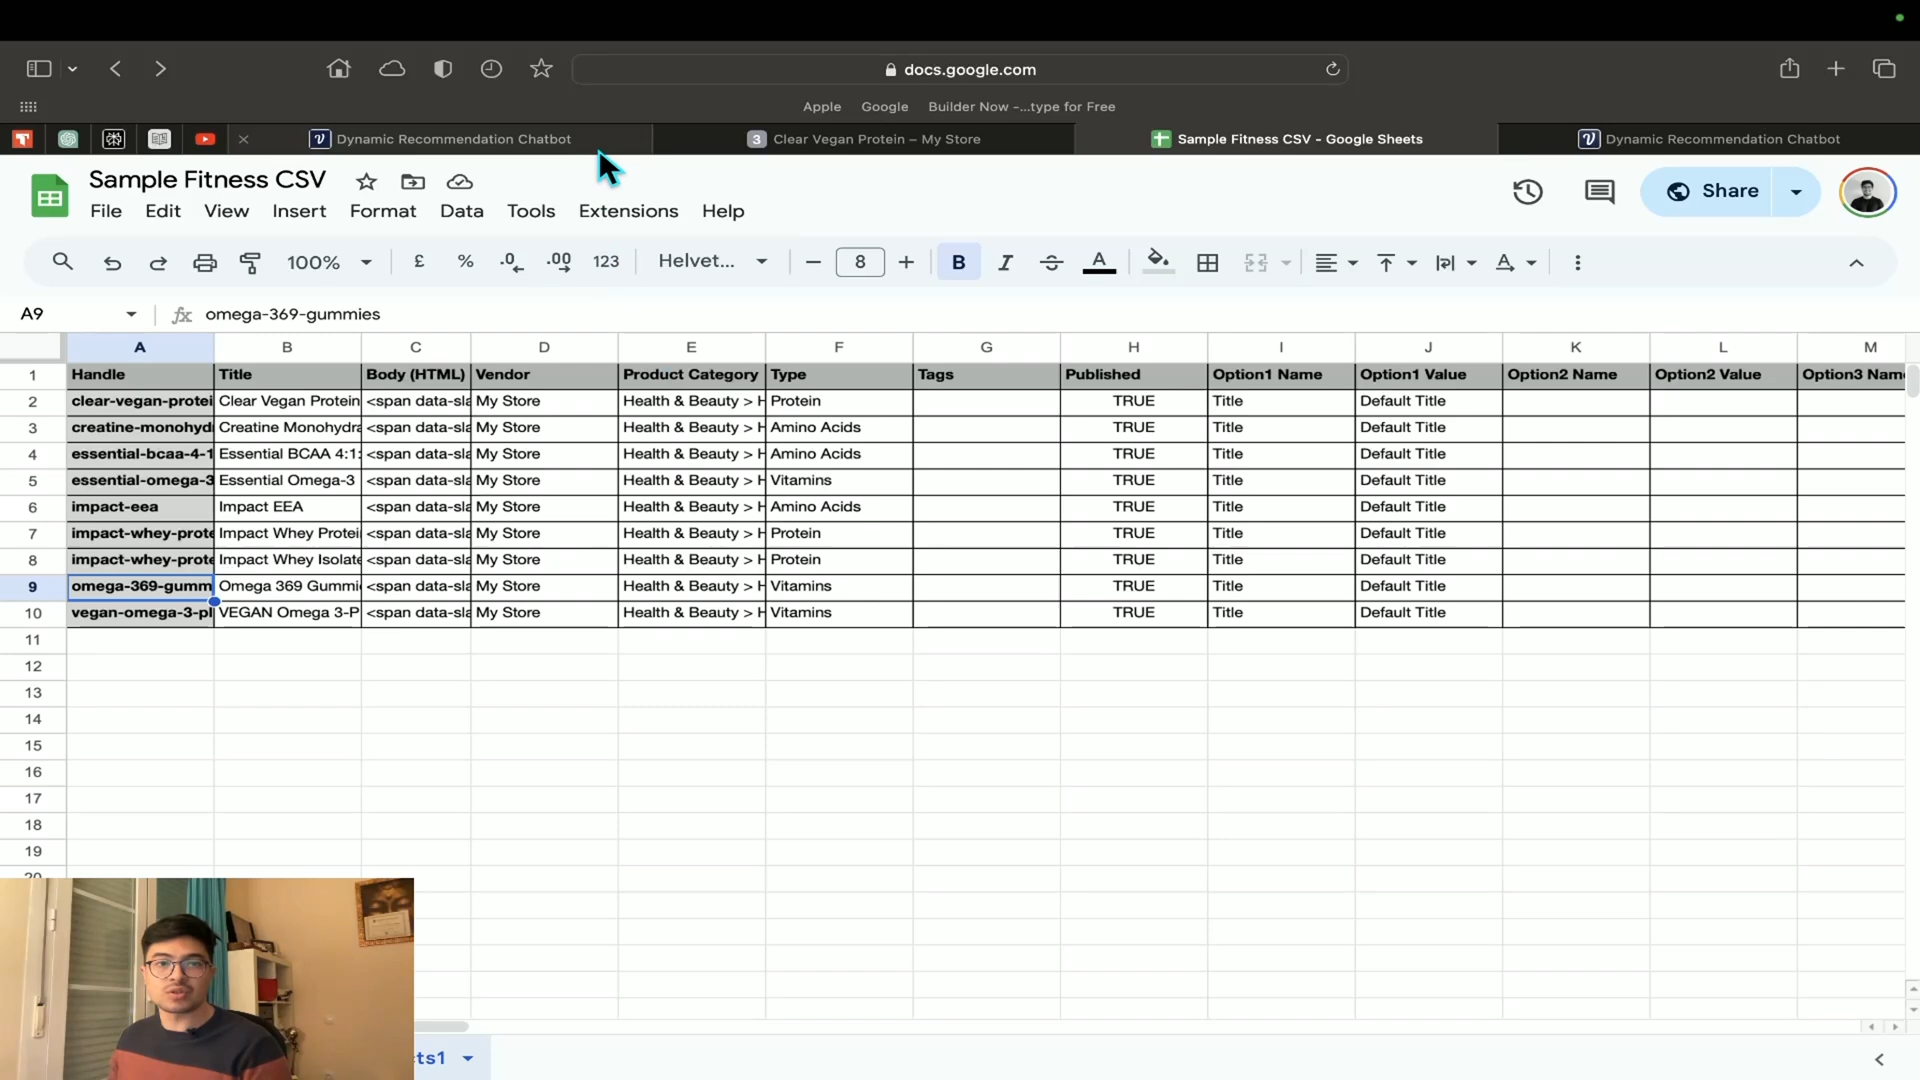 docs.google.com
Apple Google Builder Now -...type for Free
Dynamic Recommendation Chatbot
3 Clear Vegan Protein – My Store
Sample Fitness CSV - Google Sheets
Dynamic Recommendation Chatbot
Sample Fitness CSV
File Edit View Insert Format Data Tools Extensions Help
Share
100% £ % .0 .00 123 Helvet... 8 B I A
A9 fx omega-369-gummies
A B C D E F G H I J K L M
1 Handle Title Body (HTML) Vendor Product Category Type Tags Published Option1 Name Option1 Value Option2 Name Option2 Value Option3 Nam
2 clear-vegan-protei Clear Vegan Protein <span data-sla My Store Health & Beauty > H Protein TRUE Title Default Title
3 creatine-monohyd Creatine Monohydra <span data-sla My Store Health & Beauty > H Amino Acids TRUE Title Default Title
4 essential-bcaa-4-1 Essential BCAA 4:1: <span data-sla My Store Health & Beauty > H Amino Acids TRUE Title Default Title
5 essential-omega-3 Essential Omega-3 <span data-sla My Store Health & Beauty > H Vitamins TRUE Title Default Title
6 impact-eea Impact EEA <span data-sla My Store Health & Beauty > H Amino Acids TRUE Title Default Title
7 impact-whey-prote Impact Whey Protei <span data-sla My Store Health & Beauty > H Protein TRUE Title Default Title
8 impact-whey-prote Impact Whey Isolate <span data-sla My Store Health & Beauty > H Protein TRUE Title Default Title
9 omega-369-gumm Omega 369 Gummi <span data-sla My Store Health & Beauty > H Vitamins TRUE Title Default Title
10 vegan-omega-3-pl VEGAN Omega 3-P <span data-sla My Store Health & Beauty > H Vitamins TRUE Title Default Title
11
12
13
14
15
16
17
18
19
20
cts1